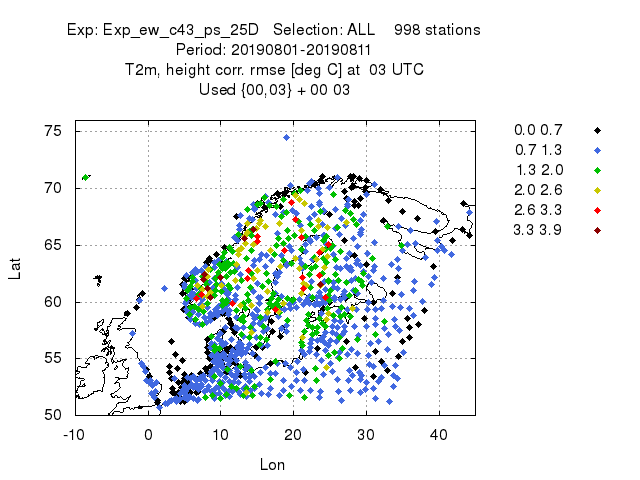 Exp: Exp_ew_c43_ps_25D Selection: ALL 998 stations
Period: 20190801-20190811
T2m, height corr. rmse [deg C] at 03 UTC
Used {00,03} + 00 03
75
70
65
60
55
50
Lat
-10 0 10 20 30 40
Lon
0.0 0.7
0.7 1.3
1.3 2.0
2.0 2.6
2.6 3.3
3.3 3.9